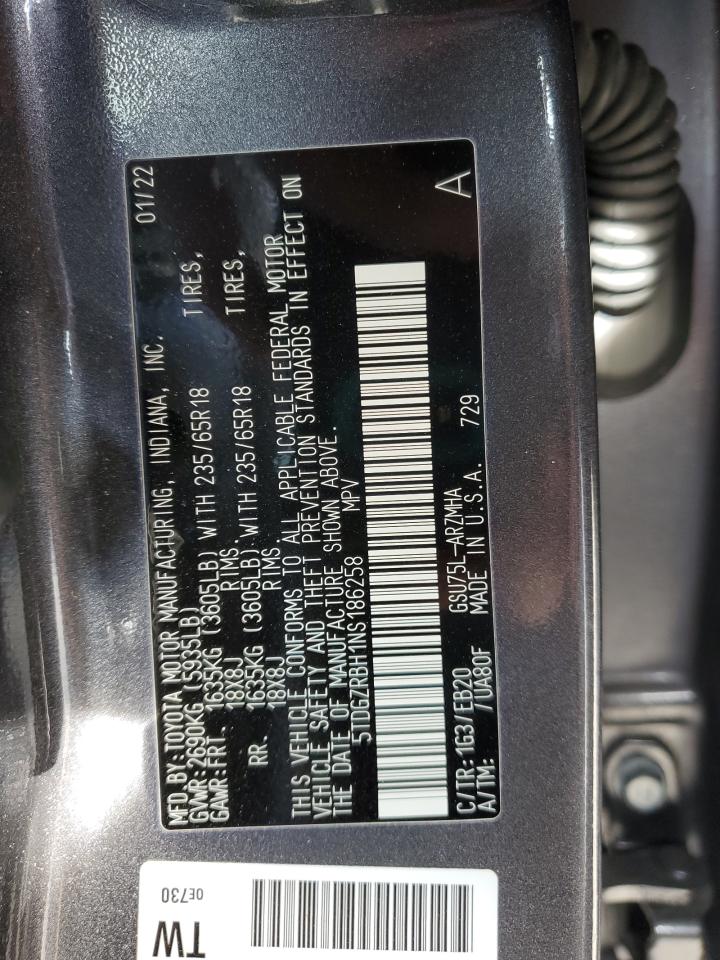 MFD.BY:TOYOTA MOTOR MANUFACTURING, INDIANA, INC. 01/22
GVWR:2690KG (5935LB)
GAWR:FRT. 1635KG (3605LB) WITH 235/65R18 TIRES,
18X8J RIMS.
RR. 1635KG (3605LB) WITH 235/65R18 TIRES,
18X8J RIMS.
THIS VEHICLE CONFORMS TO ALL APPLICABLE FEDERAL MOTOR
VEHICLE SAFETY AND THEFT PREVENTION STANDARDS IN EFFECT ON
THE DATE OF MANUFACTURE SHOWN ABOVE.
5TDGZRBH1NS186258 MPV
C/TR:1G3/EB20 GSU75L-ARZMHA A
A/TM: /UA80F MADE IN U.S.A. 729
0E730
TW